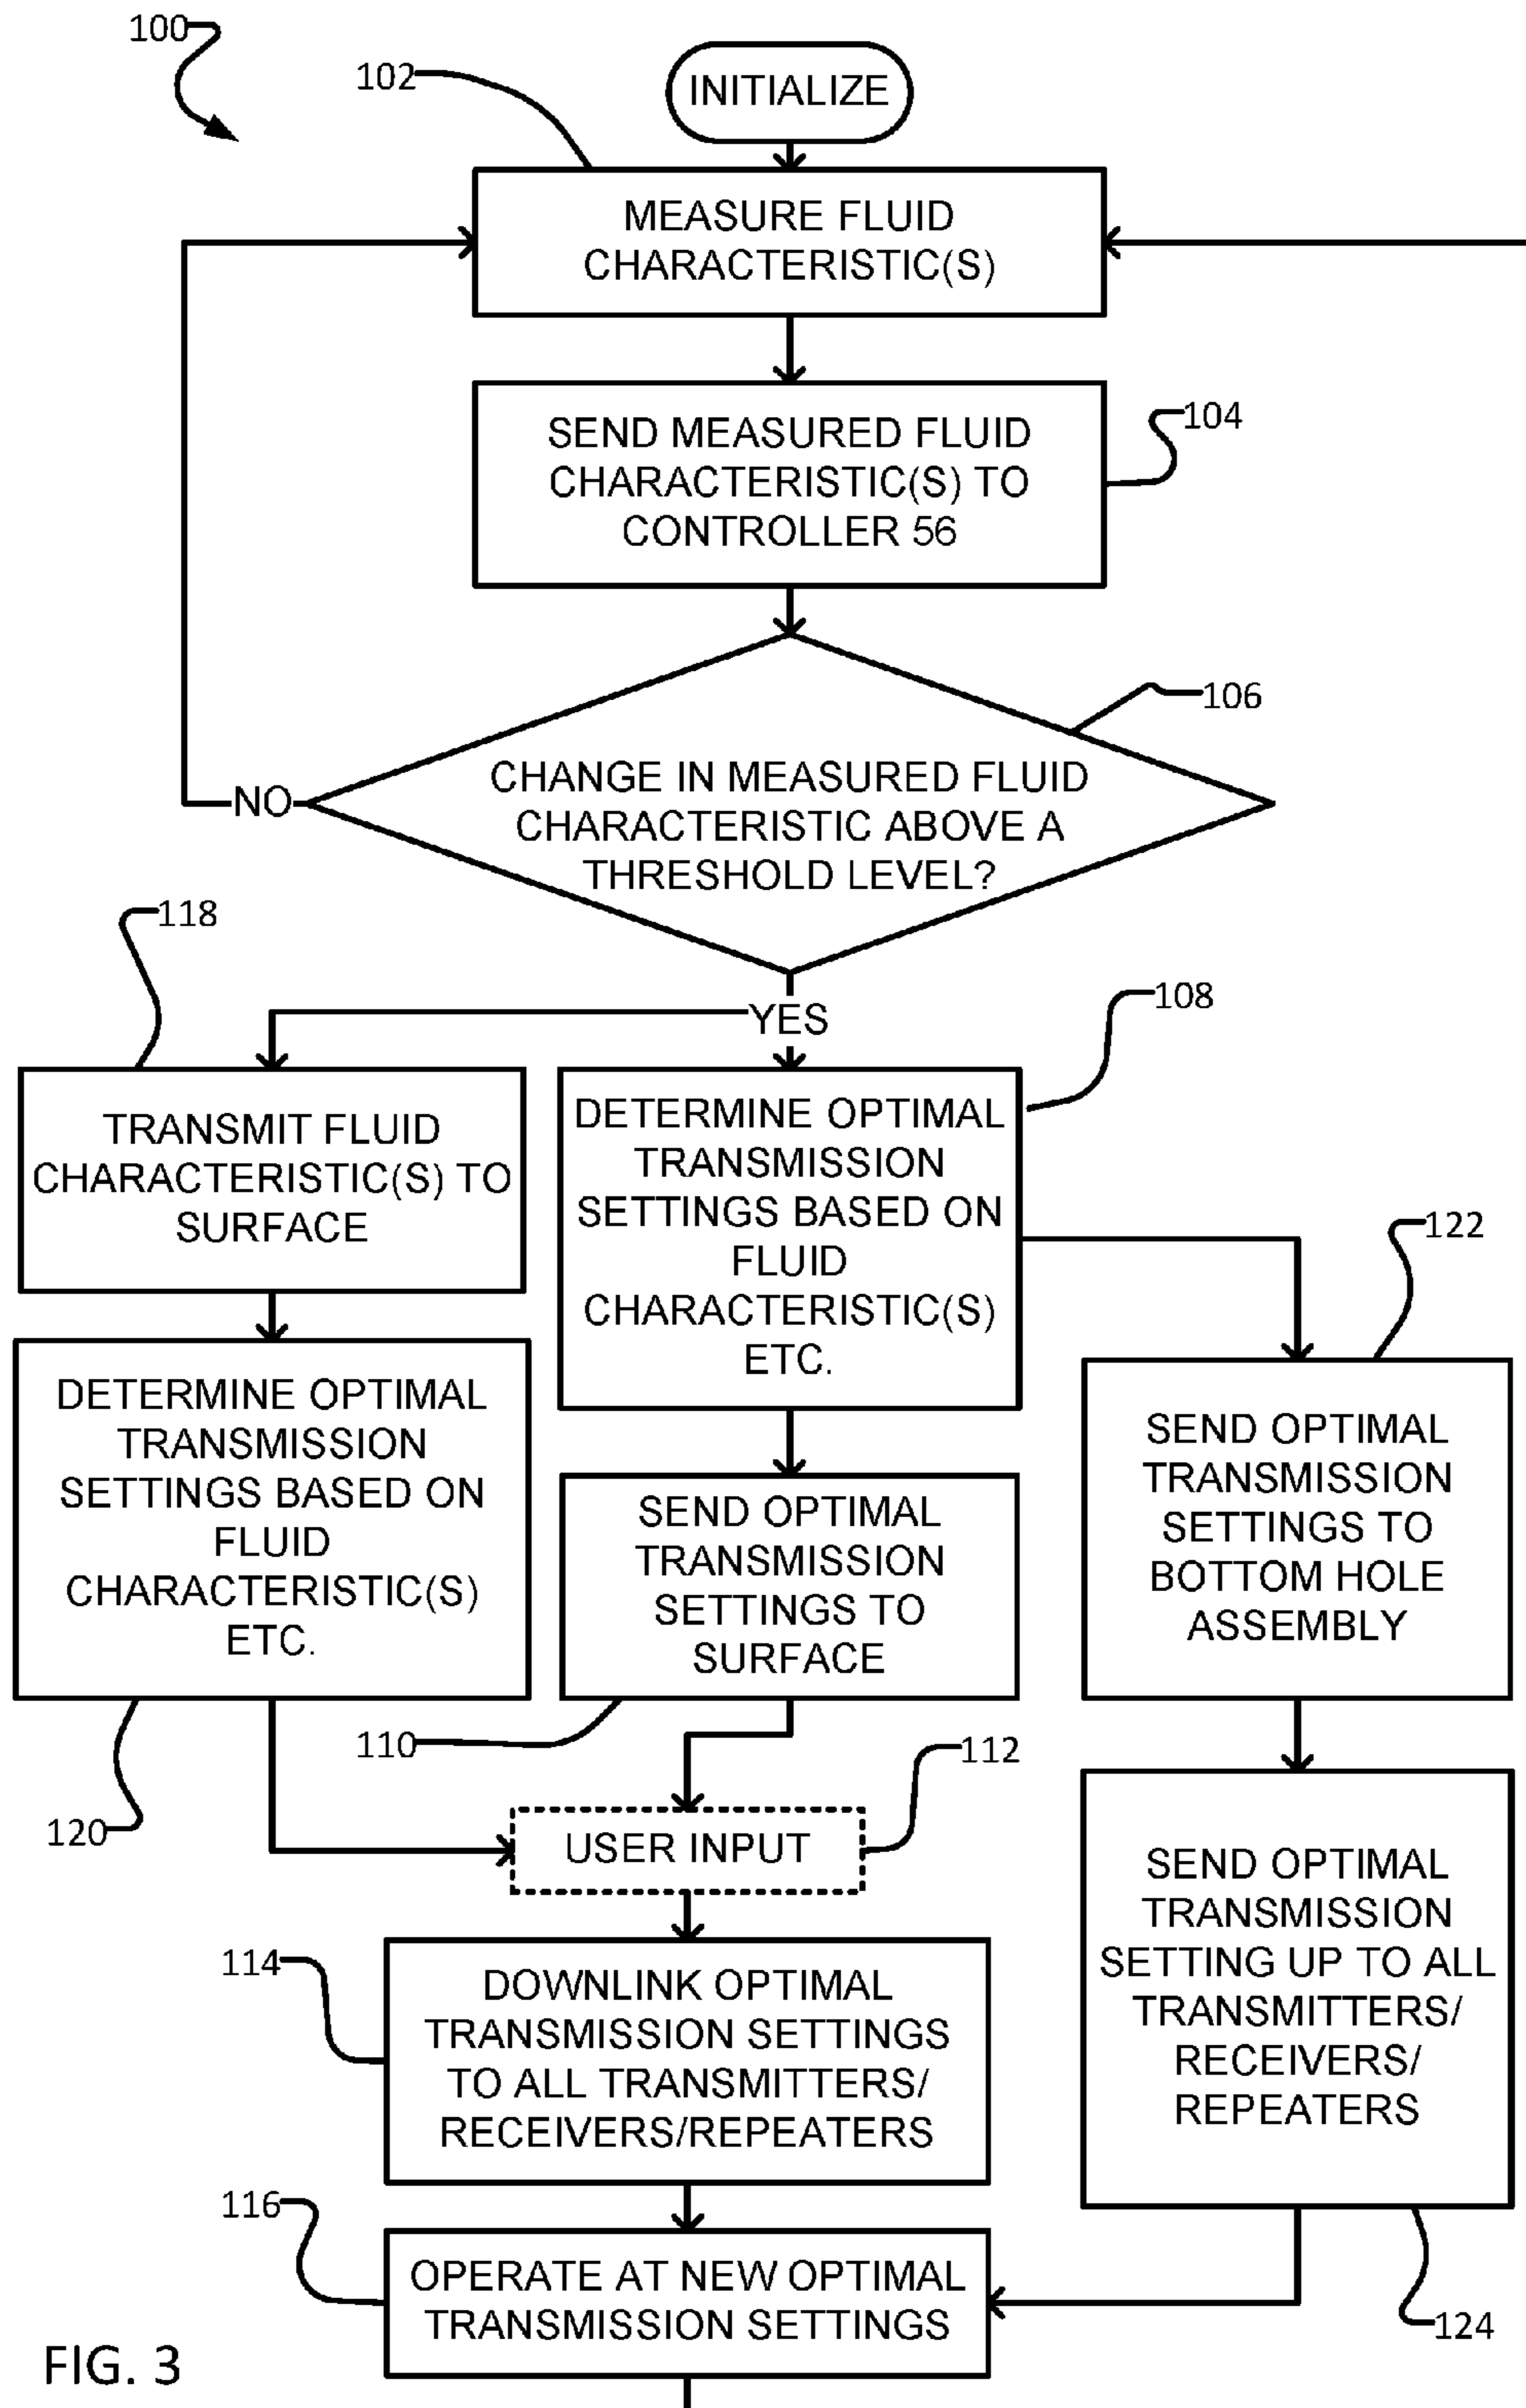 100
102
INITIALIZE
MEASURE FLUID
CHARACTERISTIC(S)
SEND MEASURED FLUID
CHARACTERISTIC(S) TO
CONTROLLER 56
104
106
CHANGE IN MEASURED FLUID
CHARACTERISTIC ABOVE A
THRESHOLD LEVEL?
NO
YES
118
108
TRANSMIT FLUID
CHARACTERISTIC(S) TO
SURFACE
DETERMINE OPTIMAL
TRANSMISSION
SETTINGS BASED ON
FLUID
CHARACTERISTIC(S)
ETC.
122
DETERMINE OPTIMAL
TRANSMISSION
SETTINGS BASED ON
FLUID
CHARACTERISTIC(S)
ETC.
SEND OPTIMAL
TRANSMISSION
SETTINGS TO
SURFACE
SEND OPTIMAL
TRANSMISSION
SETTINGS TO
BOTTOM HOLE
ASSEMBLY
120
110
112
USER INPUT
SEND OPTIMAL
TRANSMISSION
SETTING UP TO ALL
TRANSMITTERS/
RECEIVERS/
REPEATERS
114
DOWNLINK OPTIMAL
TRANSMISSION SETTINGS
TO ALL TRANSMITTERS/
RECEIVERS/REPEATERS
116
OPERATE AT NEW OPTIMAL
TRANSMISSION SETTINGS
124
FIG. 3